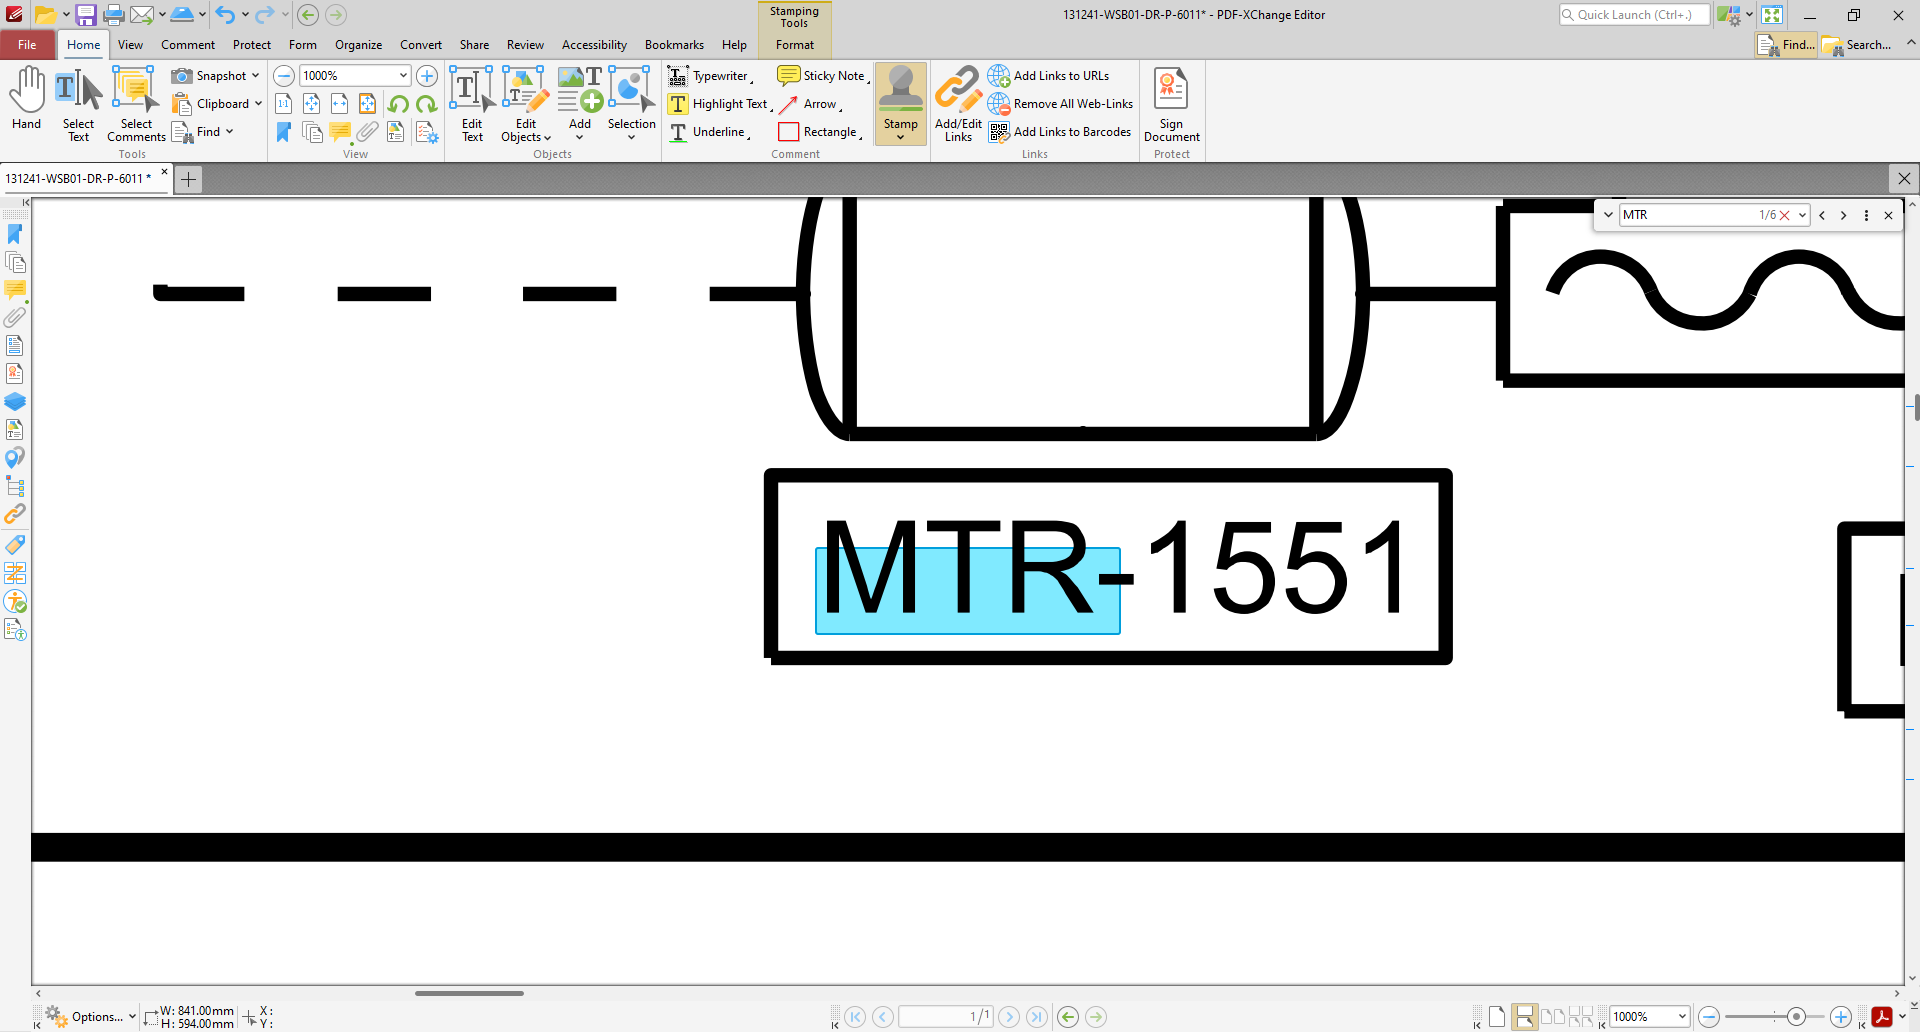 Stamping Tools
131241-WSB01-DR-P-6011* - PDF-XChange Editor
Quick Launch (Ctrl+.)
File Home View Comment Protect Form Organize Convert Share Review Accessibility Bookmarks Help Format Find... Search...
Hand
Select Text
Select Comments
Snapshot
Clipboard
Find
Tools
1000%
1:1
View
Edit Text
Edit Objects
Add
Selection
Objects
Typewriter
Highlight Text
Underline
Sticky Note
Arrow
Rectangle
Stamp
Comment
Add/Edit Links
Add Links to URLs
Remove All Web-Links
Add Links to Barcodes
Links
Sign Document
Protect
131241-WSB01-DR-P-6011 *
MTR 1/6
MTR-1551
Options...
W: 841.00mm
H: 594.00mm
X:
Y:
1/1
1000%